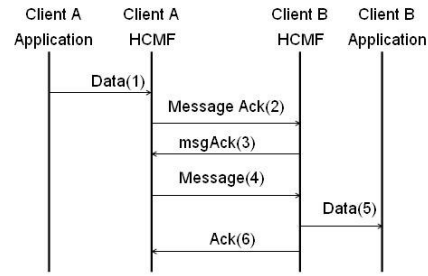 Client A Client A Client B Client B
Application HCMF HCMF Application
Data(1)
Message Ack(2)
msgAck(3)
Message(4)
Data(5)
Ack(6)